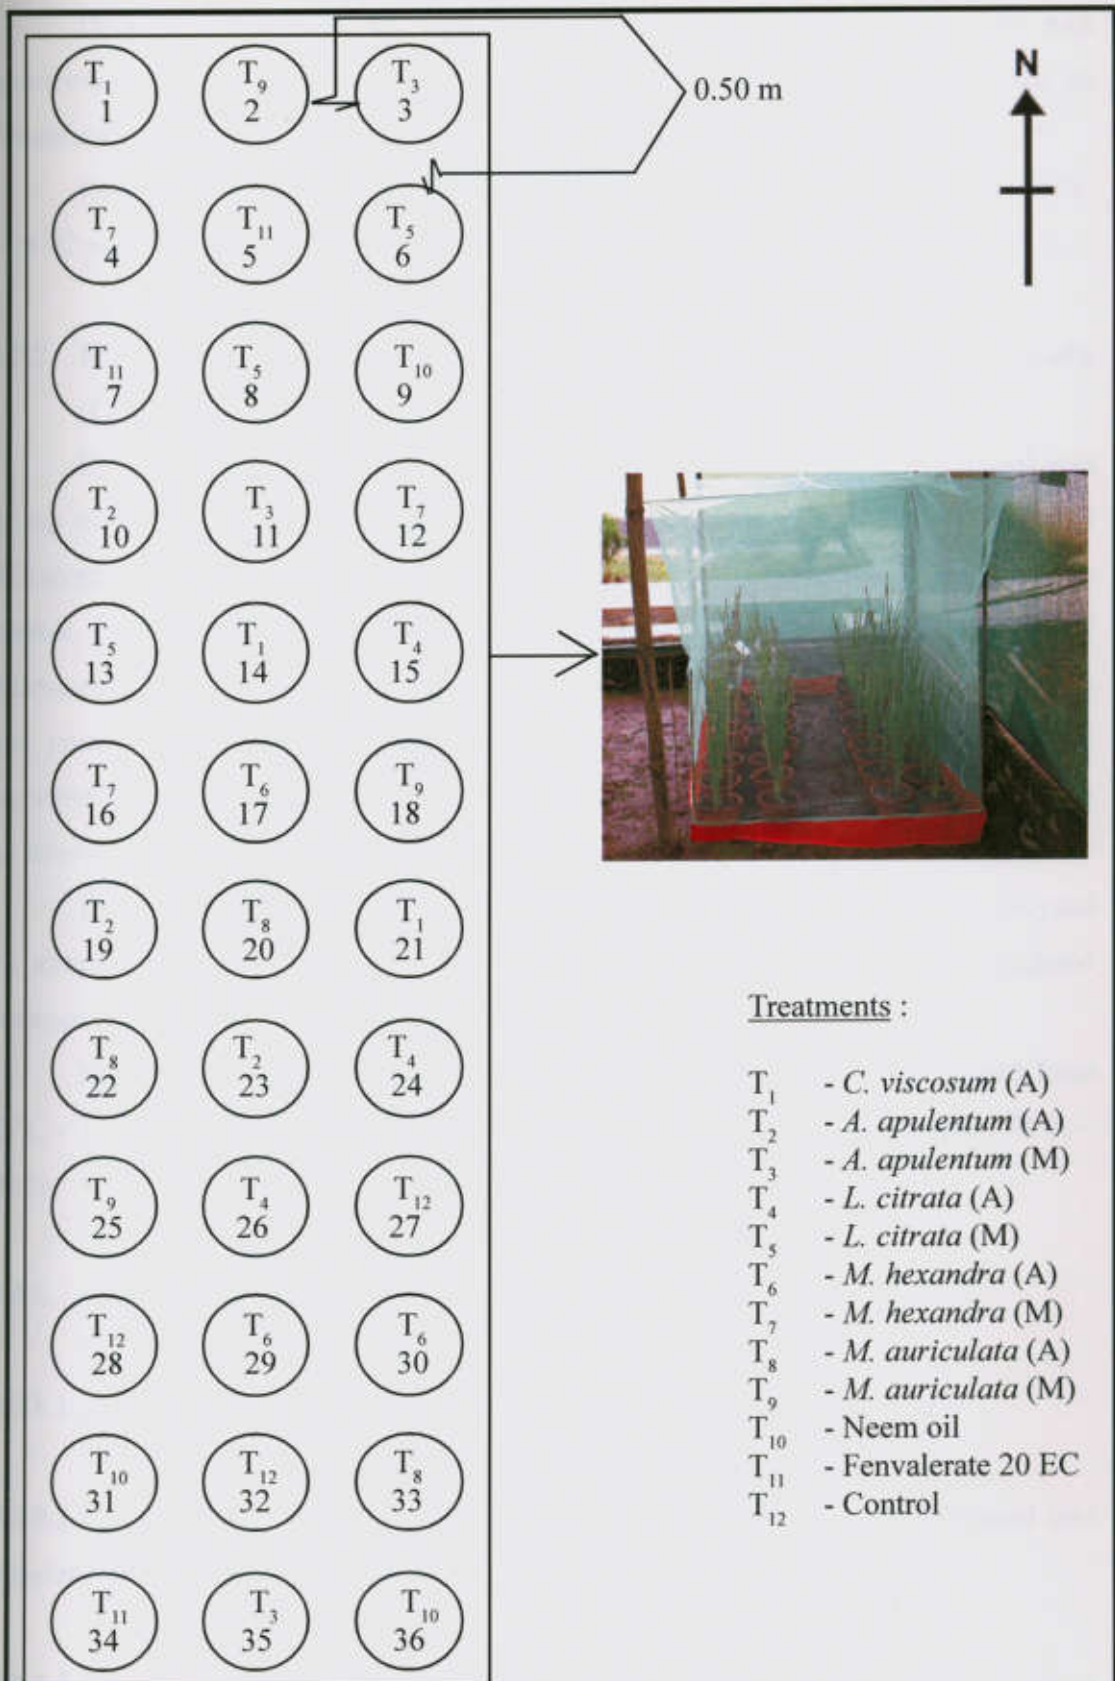 T1 T9 T3
1 2 3
0.50 m
N
T7 T11 T5
4 5 6
T11 T5 T10
7 8 9
T2 T3 T7
10 11 12
T5 T1 T4
13 14 15
T7 T6 T9
16 17 18
T2 T8 T1
19 20 21
T8 T2 T4
22 23 24
T9 T4 T12
25 26 27
T12 T6 T6
28 29 30
T10 T12 T8
31 32 33
T11 T3 T10
34 35 36
Treatments :
T1 - C. viscosum (A)
T2 - A. apulentum (A)
T3 - A. apulentum (M)
T4 - L. citrata (A)
T5 - L. citrata (M)
T6 - M. hexandra (A)
T7 - M. hexandra (M)
T8 - M. auriculata (A)
T9 - M. auriculata (M)
T10 - Neem oil
T11 - Fenvalerate 20 EC
T12 - Control